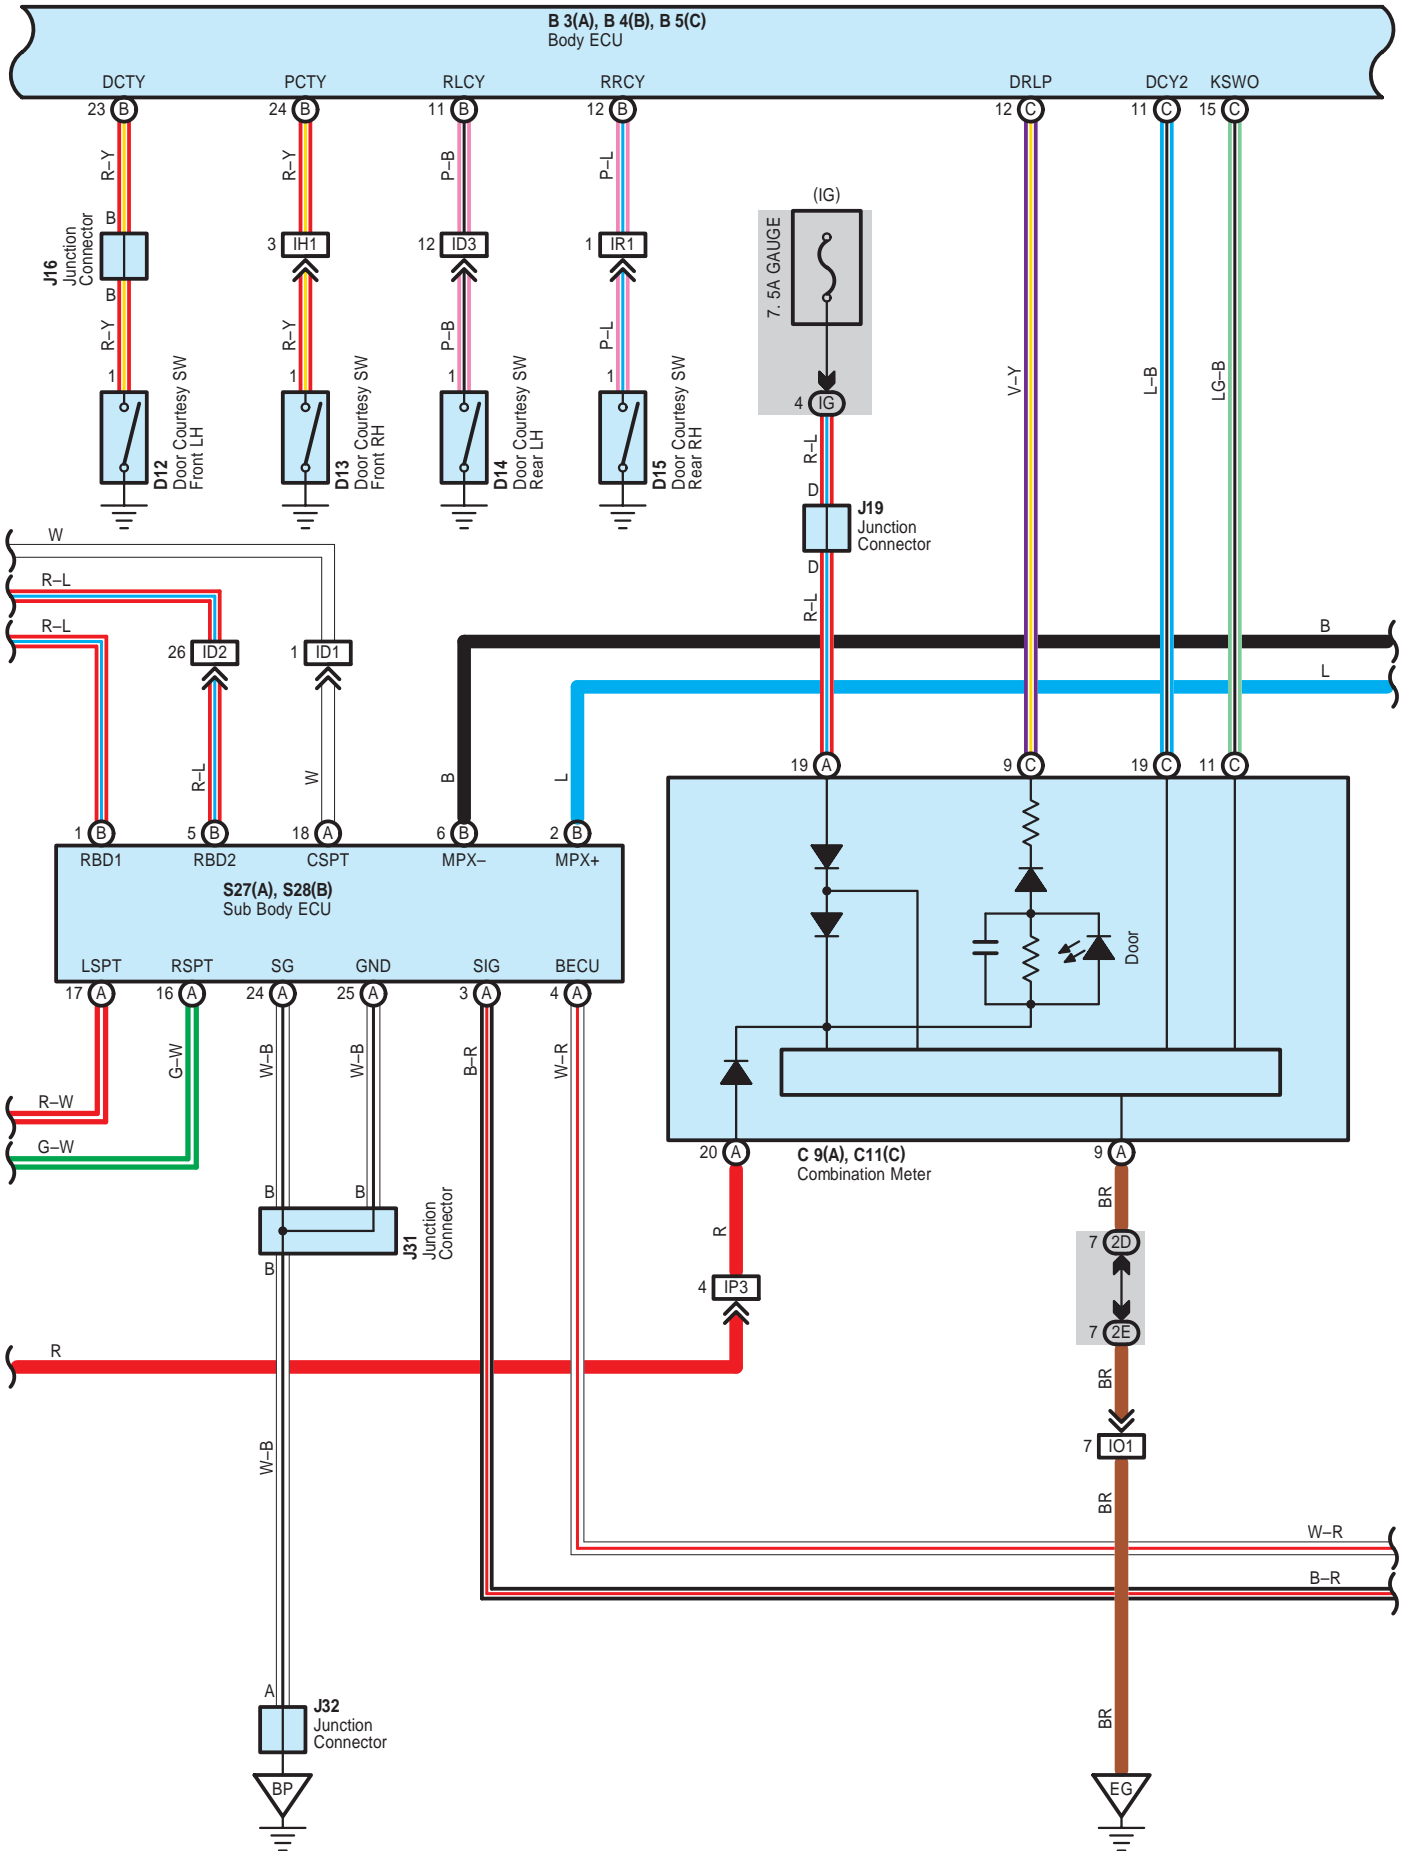 B 3(A), B 4(B), B 5(C)
Body ECU
DCTY
PCTY
RLCY
RRCY
DRLP
DCY2
KSWO
23 B
24 B
11 B
12 B
12 C
11 C
15 C
R–Y
R–Y
P–B
P–L
(IG)
7. 5A GAUGE
B
J16
Junction
Connector
B
3 IH1
12 ID3
1 IR1
R–Y
R–Y
P–B
P–L
V–Y
L–B
LG–B
1
1
1
1
4 IG
D12
Door Courtesy SW
Front LH
D13
Door Courtesy SW
Front RH
D14
Door Courtesy SW
Rear LH
D15
Door Courtesy SW
Rear RH
R–L
D
J19
Junction
Connector
D
R–L
W
R–L
R–L
26 ID2
1 ID1
B
L
R–L
W
B
L
19 A
9 C
19 C
11 C
1 B
5 B
18 A
6 B
2 B
RBD1
RBD2
CSPT
MPX–
MPX+
S27(A), S28(B)
Sub Body ECU
Door
LSPT
RSPT
SG
GND
SIG
BECU
17 A
16 A
24 A
25 A
3 A
4 A
G–W
W–B
W–B
B–R
W–R
R–W
G–W
20 A
C 9(A), C11(C)
Combination Meter
9 A
B
B
J31
Junction
Connector
B
R
BR
7 2D
4 IP3
7 2E
R
BR
7 IO1
W–B
BR
W–R
B–R
A
J32
Junction
Connector
BR
BP
EG